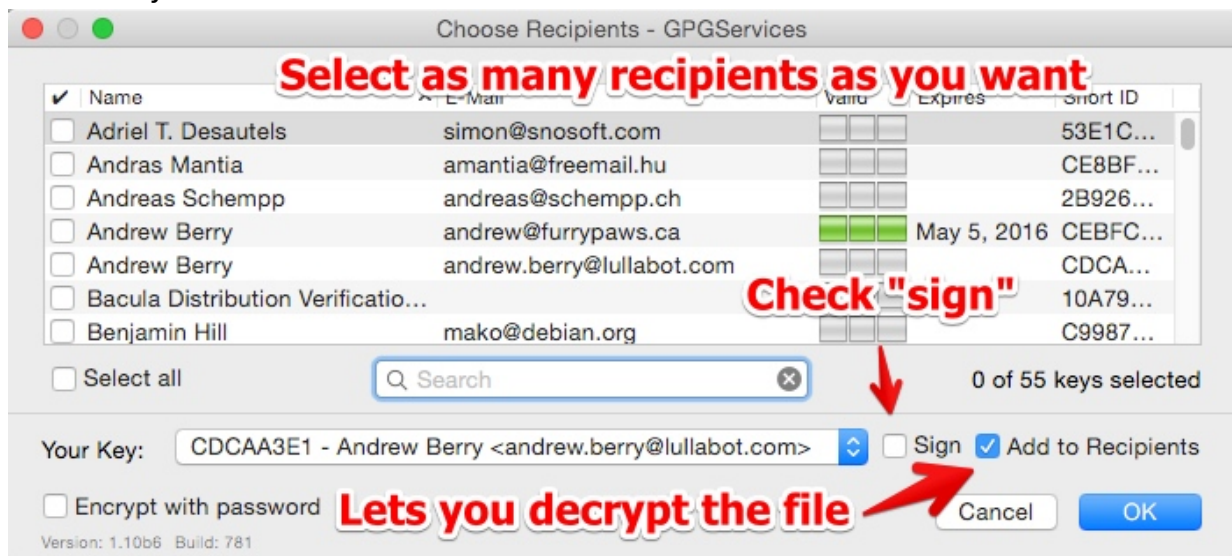 Choose Recipients - GPGServices
Select as many recipients as you want
✔ Name E-Mail Valid Expires Short ID
Adriel T. Desautels simon@snosoft.com 53E1C...
Andras Mantia amantia@freemail.hu CE8BF...
Andreas Schempp andreas@schempp.ch 2B926...
Andrew Berry andrew@furrypaws.ca May 5, 2016 CEBFC...
Andrew Berry andrew.berry@lullabot.com CDCA...
Bacula Distribution Verificatio... 10A79...
Check "sign"
Benjamin Hill mako@debian.org C9987...
Select all Search 0 of 55 keys selected
Your Key: CDCAA3E1 - Andrew Berry <andrew.berry@lullabot.com> Sign Add to Recipients
Encrypt with password Lets you decrypt the file Cancel OK
Version: 1.10b6 Build: 781